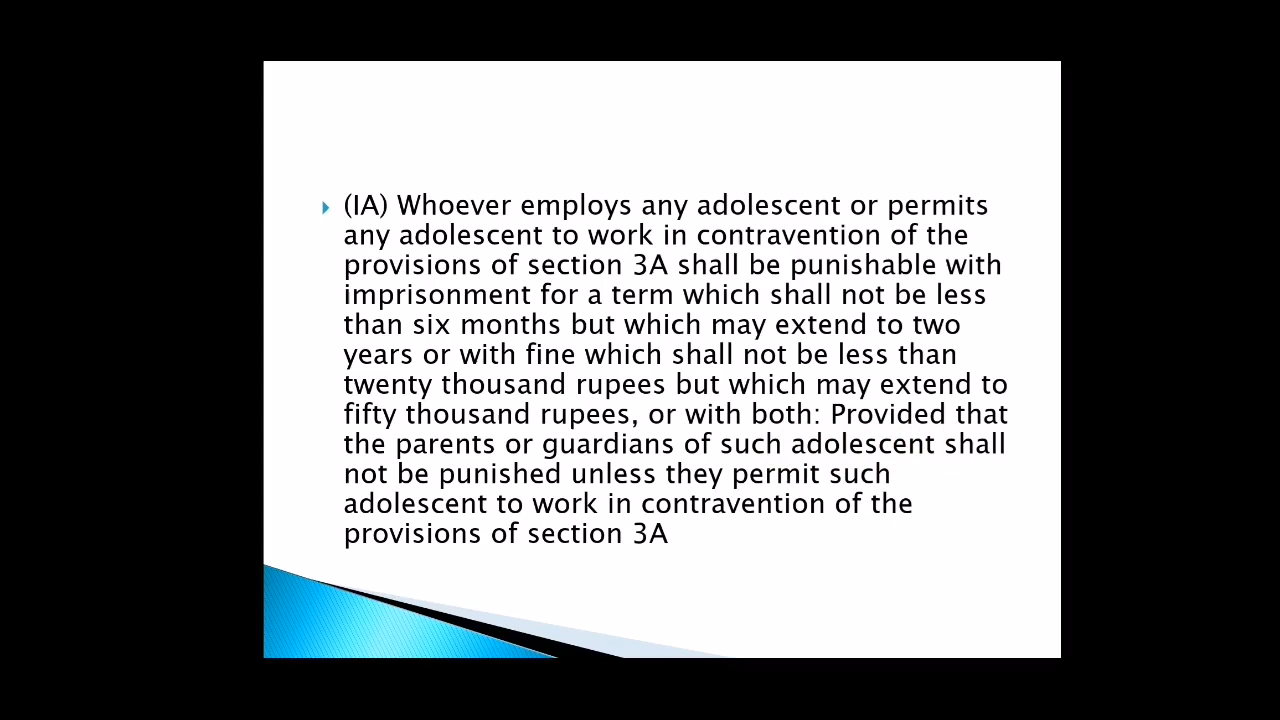 (IA) Whoever employs any adolescent or permits
any adolescent to work in contravention of the
provisions of section 3A shall be punishable with
imprisonment for a term which shall not be less
than six months but which may extend to two
years or with fine which shall not be less than
twenty thousand rupees but which may extend to
fifty thousand rupees, or with both: Provided that
the parents or guardians of such adolescent shall
not be punished unless they permit such
adolescent to work in contravention of the
provisions of section 3A